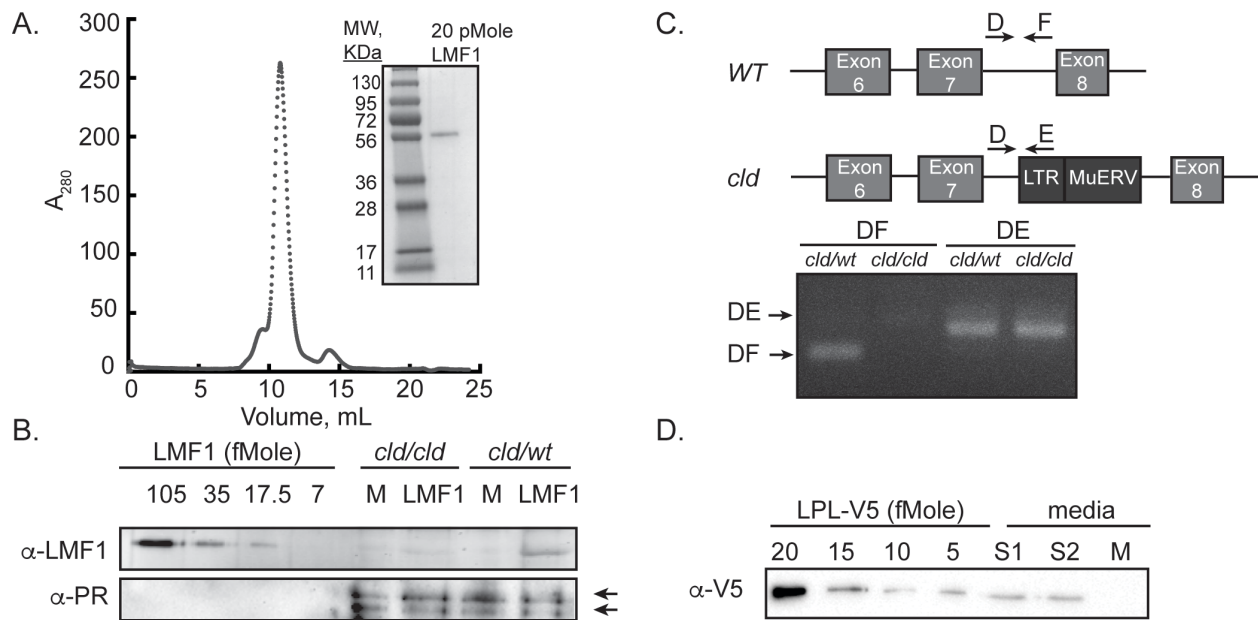 A.
300
250
200
150
100
50
0
A280
0 5 10 15 20 25
Volume, mL
MW, KDa
20 pMole LMF1
130
95
72
56
36
28
17
11
B.
LMF1 (fMole) cld/cld cld/wt
105 35 17.5 7 M LMF1 M LMF1
α-LMF1
α-PR
C.
D F
WT Exon 6 Exon 7 Exon 8
D E
cld Exon 6 Exon 7 LTR MuERV Exon 8
DF DE
cld/wt cld/cld cld/wt cld/cld
DE
DF
D.
LPL-V5 (fMole) media
20 15 10 5 S1 S2 M
α-V5